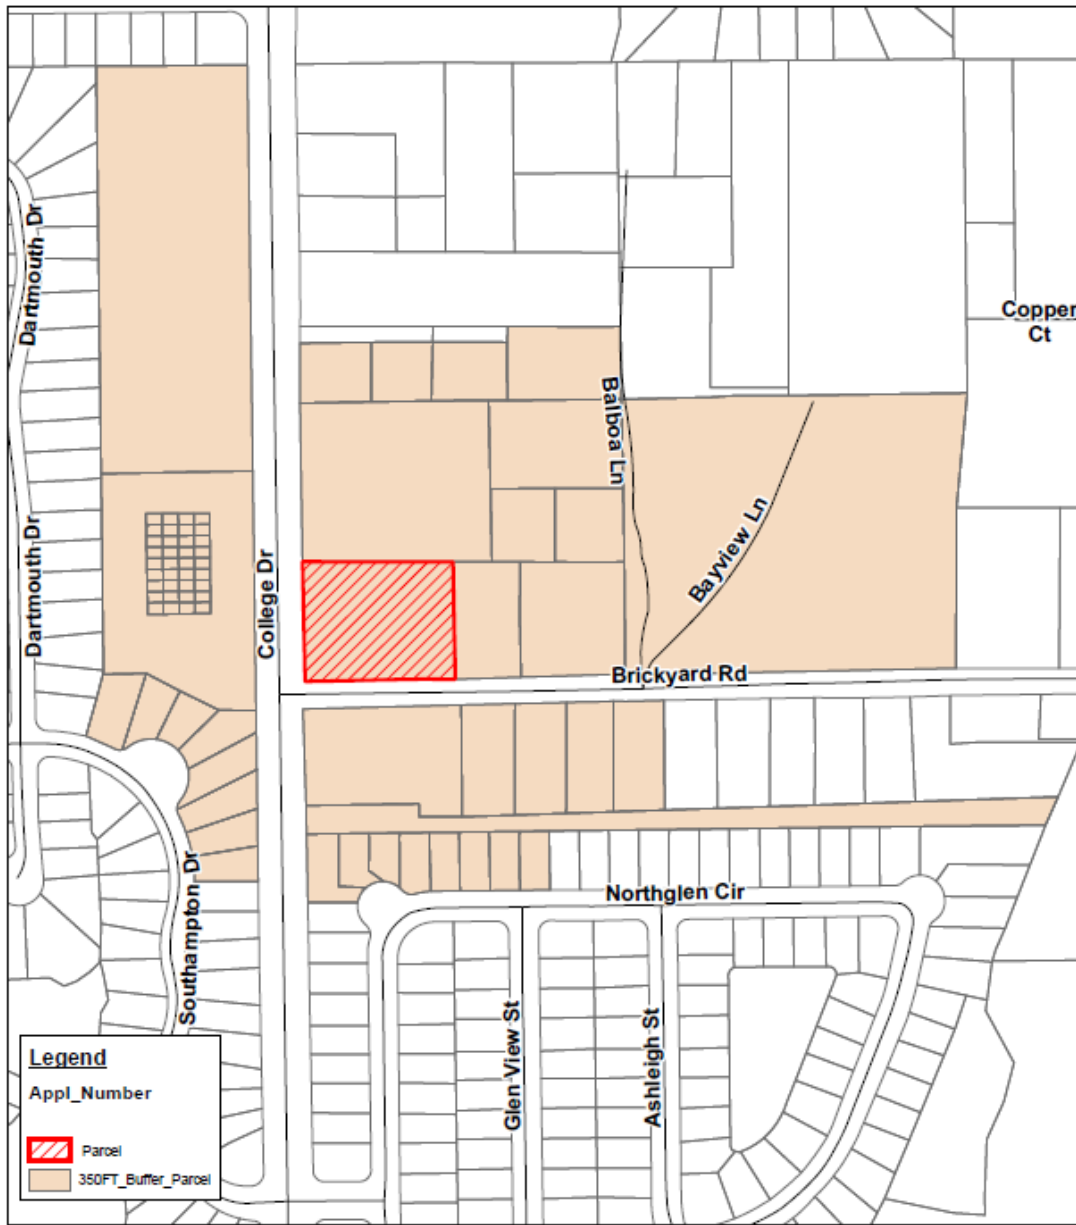 Dartmouth Dr
Copper
Ct
Balboa Ln
Bayview Ln
Dartmouth Dr
College Dr
Brickyard Rd
Northglen Cir
Southampton Dr
Glen View St
Ashleigh St
Legend
Appl_Number
Parcel
350FT_Buffer_Parcel